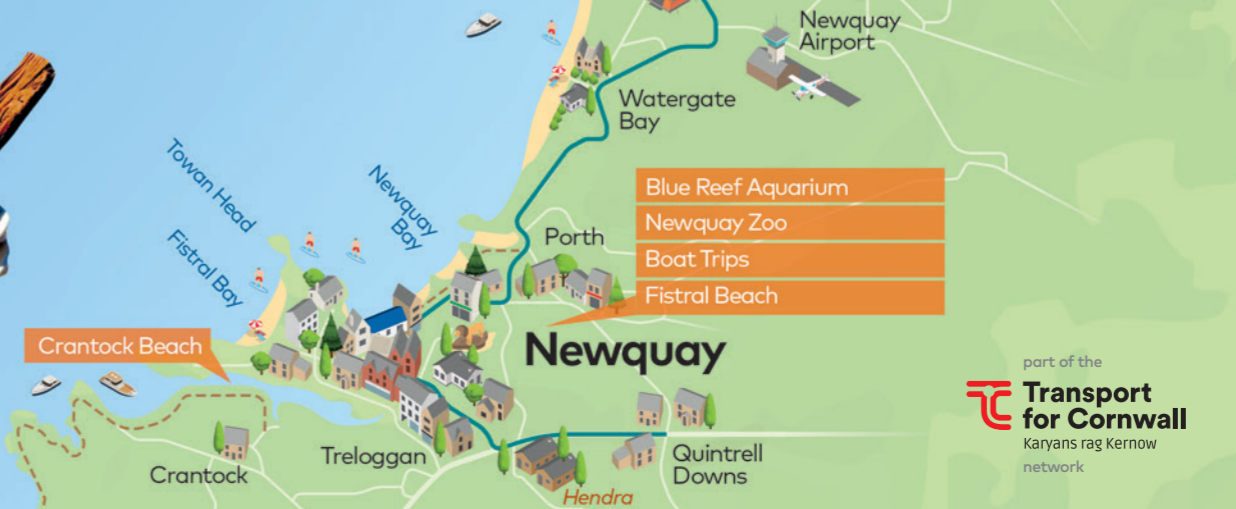 Newquay
Airport
Watergate
Bay
Towan Head
Newquay
Bay
Fistral Bay
Porth
Blue Reef Aquarium
Newquay Zoo
Boat Trips
Fistral Beach
Crantock Beach
Newquay
part of the
Transport
for Cornwall
Karyans rag Kernow
network
Treloggan
Quintrell
Downs
Crantock
Hendra